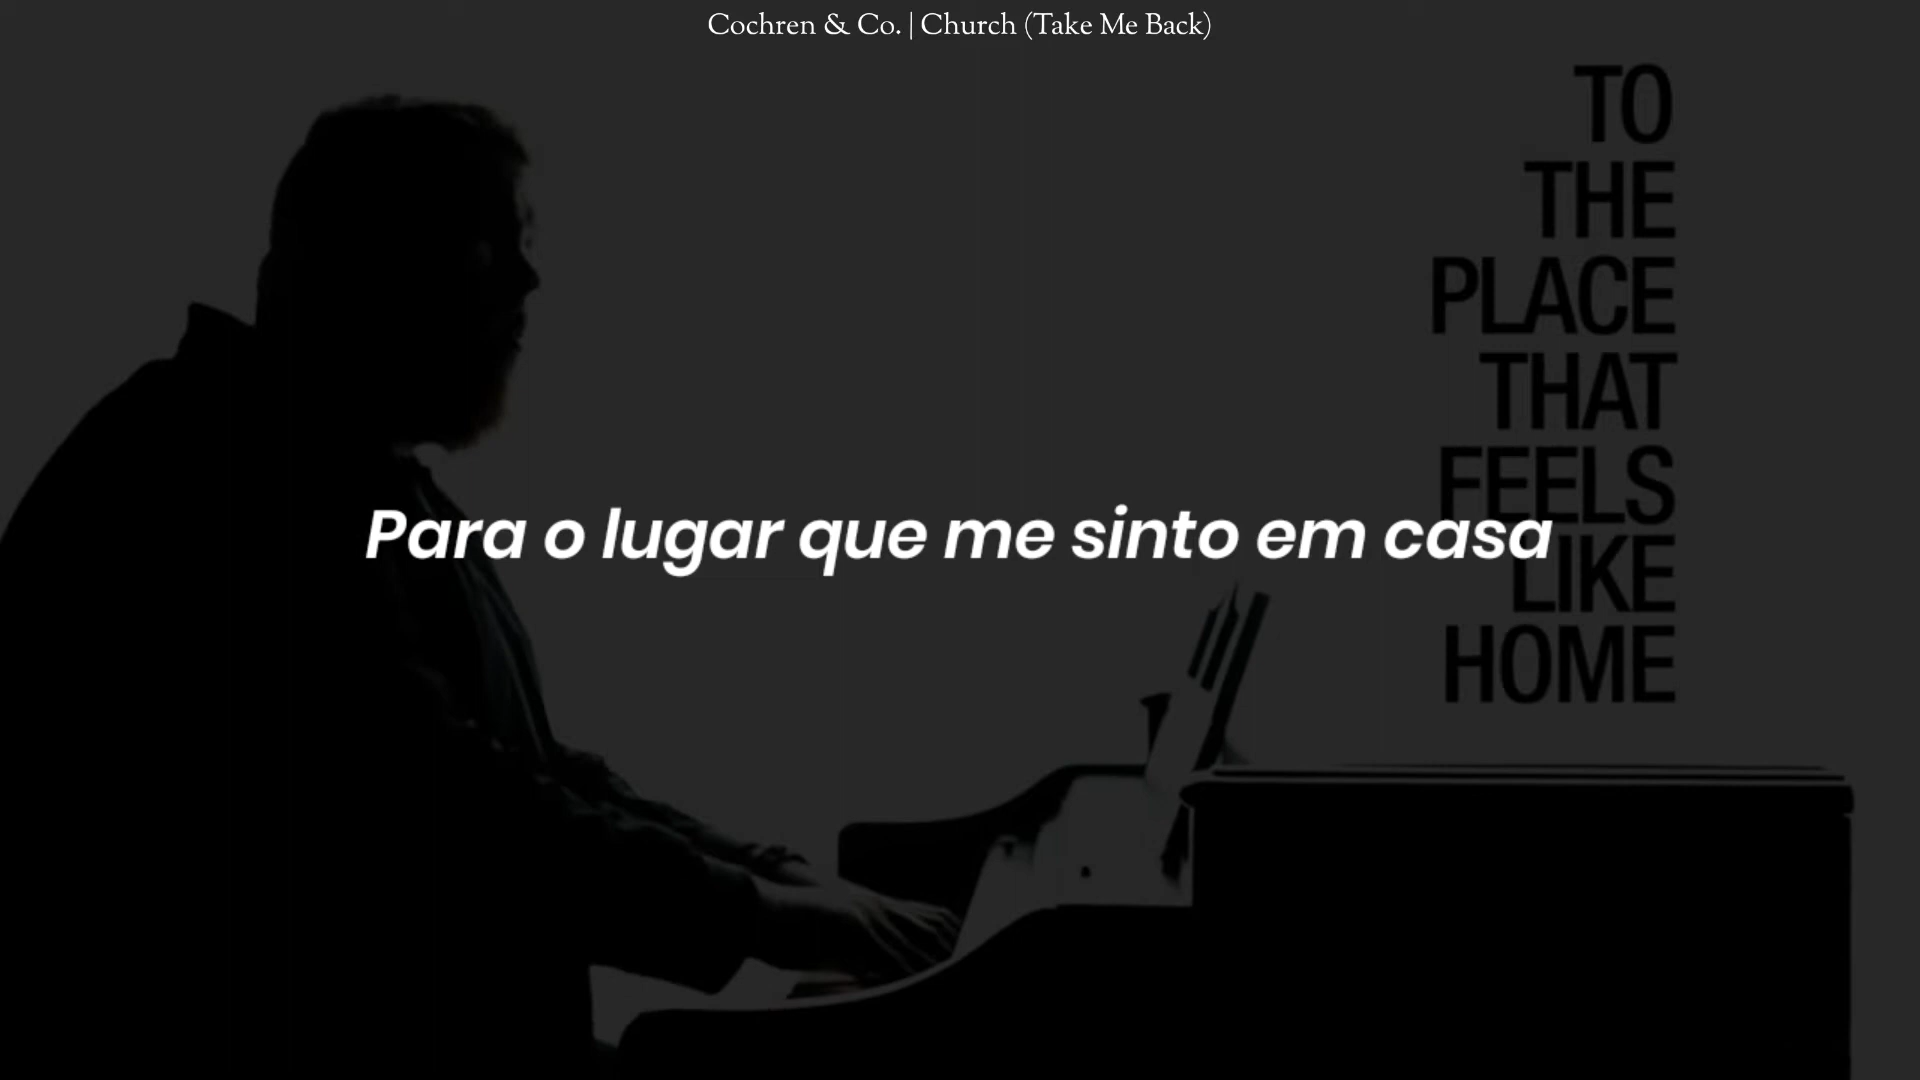 Cochren & Co. | Church (Take Me Back)
TO
THE
PLACE
THAT
FEELS
LIKE
HOME
Para o lugar que me sinto em casa